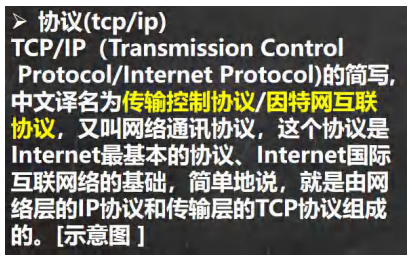 ➢ 协议(tcp/ip)
TCP/IP（Transmission Control
Protocol/Internet Protocol)的简写,
中文译名为传输控制协议/因特网互联
协议，又叫网络通讯协议，这个协议是
Internet最基本的协议、Internet国际
互联网络的基础，简单地说，就是由网
络层的IP协议和传输层的TCP协议组成
的。[示意图 ]